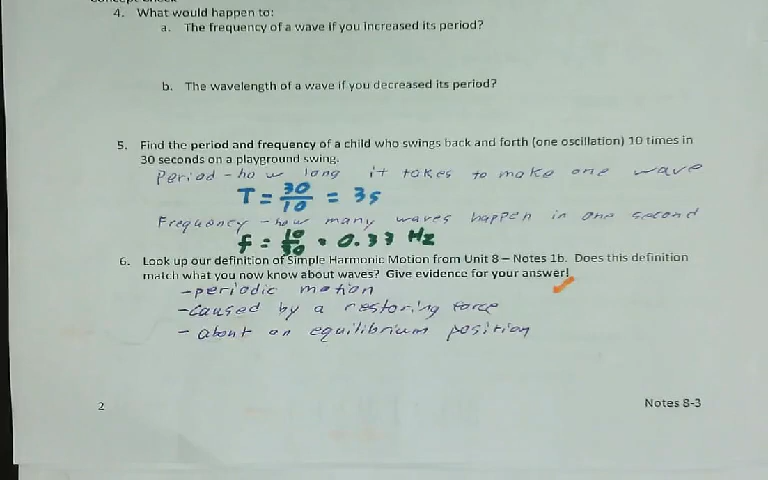 Concept Check
4. What would happen to:
a. The frequency of a wave if you increased its period?
b. The wavelength of a wave if you decreased its period?
5. Find the period and frequency of a child who swings back and forth (one oscillation) 10 times in
30 seconds on a playground swing.
Period - how long it takes to make one wave
T = 30/10 = 3s
Frequency - how many waves happen in one second
f = 10/30 = 0.33 Hz
6. Look up our definition of Simple Harmonic Motion from Unit 8 – Notes 1b. Does this definition
match what you now know about waves? Give evidence for your answer!
- periodic motion
- caused by a restoring force
- about an equilibrium position
2
Notes 8-3